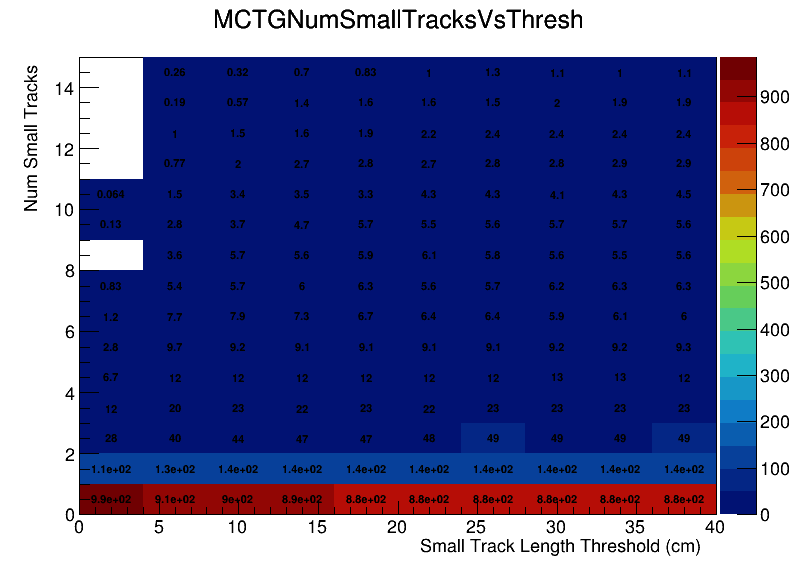 MCTGNumSmallTracksVsThresh
Num Small Tracks
14
12
10
8
6
4
2
0
0.26 0.32 0.7 0.83 1 1.3 1.1 1 1.1
0.19 0.57 1.4 1.6 1.6 1.5 2 1.9 1.9
1 1.5 1.6 1.9 2.2 2.4 2.4 2.4 2.4
0.77 2 2.7 2.8 2.7 2.8 2.8 2.9 2.9
0.064 1.5 3.4 3.5 3.3 4.3 4.3 4.1 4.3 4.5
0.13 2.8 3.7 4.7 5.7 5.5 5.6 5.7 5.7 5.6
3.6 5.7 5.6 5.9 6.1 5.8 5.6 5.5 5.6
0.83 5.4 5.7 6 6.3 5.6 5.7 6.2 6.3 6.3
1.2 7.7 7.9 7.3 6.7 6.4 6.4 5.9 6.1 6
2.8 9.7 9.2 9.1 9.1 9.1 9.1 9.2 9.2 9.3
6.7 12 12 12 12 12 12 13 13 12
12 20 23 22 23 22 23 23 23 23
28 40 44 47 47 48 49 49 49 49
1.1e+02 1.3e+02 1.4e+02 1.4e+02 1.4e+02 1.4e+02 1.4e+02 1.4e+02 1.4e+02 1.4e+02
9.9e+02 9.1e+02 9e+02 8.9e+02 8.8e+02 8.8e+02 8.8e+02 8.8e+02 8.8e+02 8.8e+02
0 5 10 15 20 25 30 35 40
Small Track Length Threshold (cm)
900
800
700
600
500
400
300
200
100
0